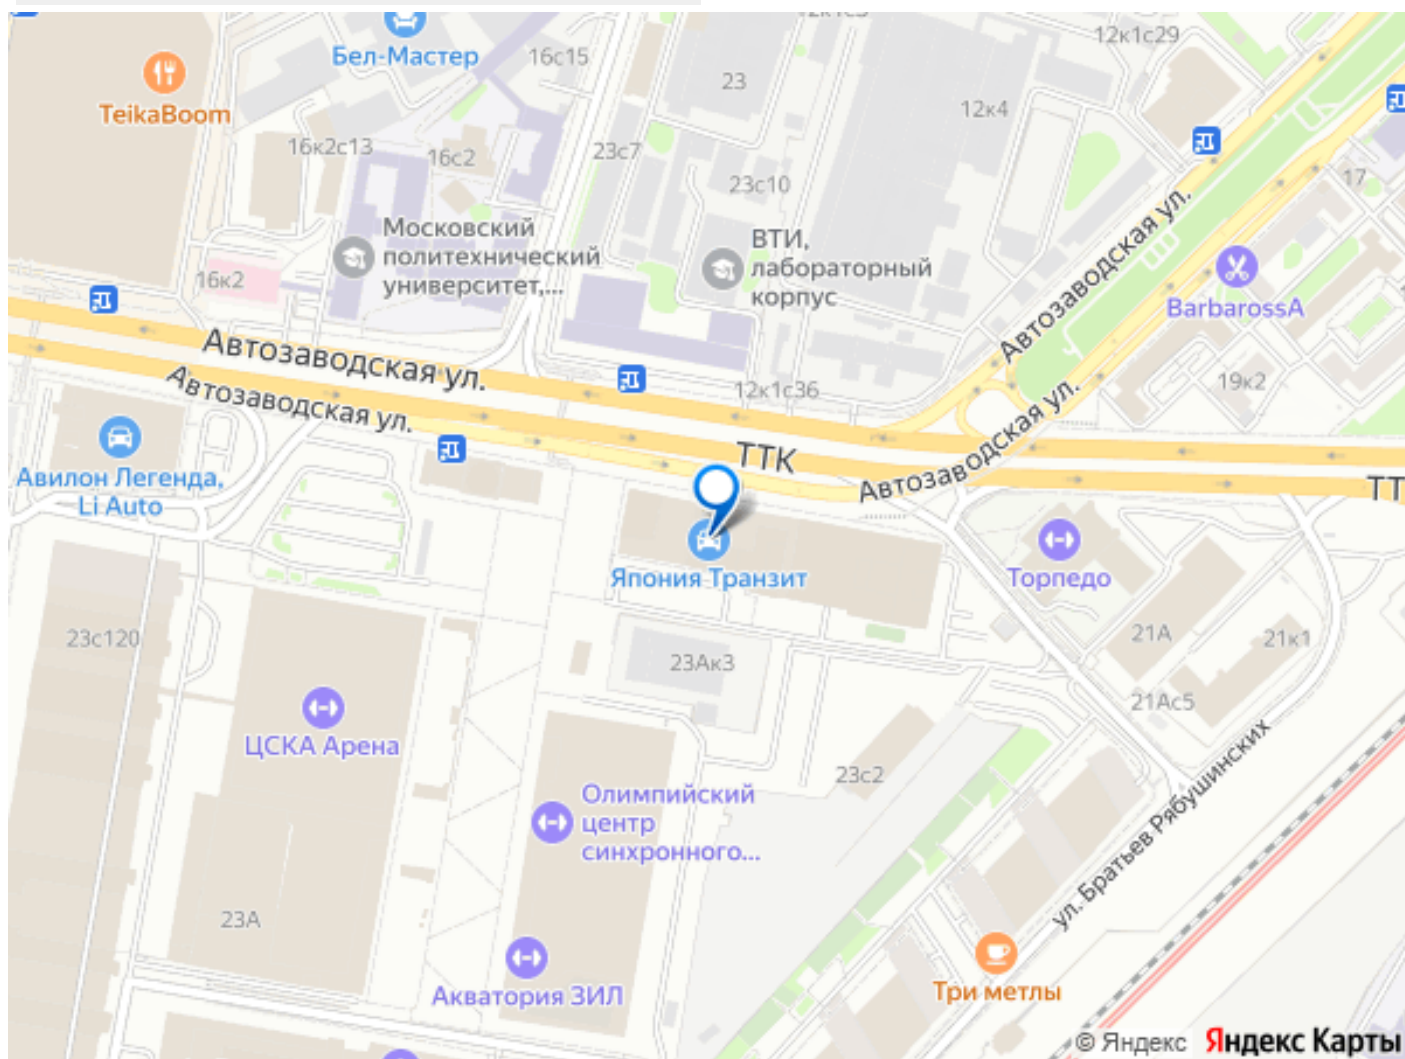 12к1с3
12к1с29
Бел-Мастер
16с15
TeikaBoom
23
12к4
16к2с13
16с2
23с7
23с10
17
Московский
политехнический
университет,...
ВТИ,
лабораторный
корпус
Автозаводская ул.
16к2
BarbarossA
Автозаводская ул.
Автозаводская ул.
12к1с36
19к2
Автозаводская ул.
ТТК
ТТ
Авилон Легенда,
Li Auto
Япония Транзит
Торпедо
23с120
23Ак3
21А
21к1
21Ас5
ЦСКА Арена
23с2
Олимпийский
центр
синхронного...
ул. Братьев Рябушинских
23А
Акватория ЗИЛ
Три метлы
© Яндекс Яндекс Карты